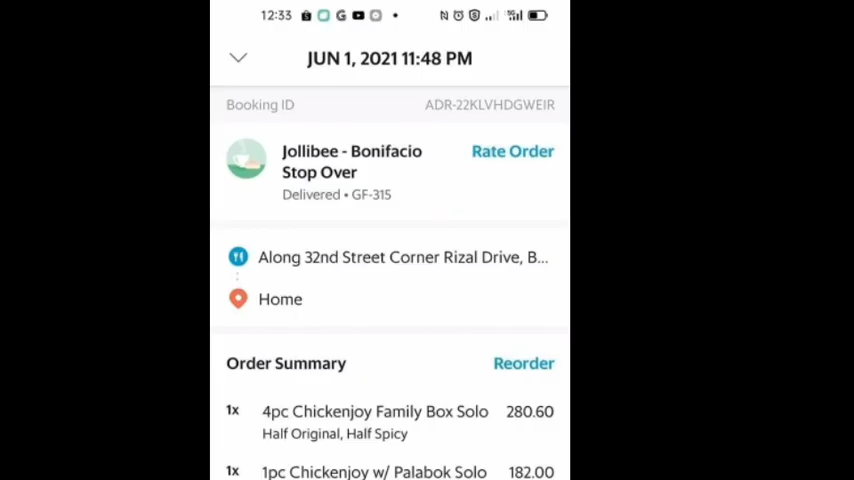 12:33
JUN 1, 2021 11:48 PM
Booking ID
ADR-22KLVHDGWEIR
Jollibee - Bonifacio
Stop Over
Rate Order
Delivered • GF-315
Along 32nd Street Corner Rizal Drive, B...
Home
Order Summary
Reorder
1x 4pc Chickenjoy Family Box Solo 280.60
Half Original, Half Spicy
1x 1pc Chickenjoy w/ Palabok Solo 182.00